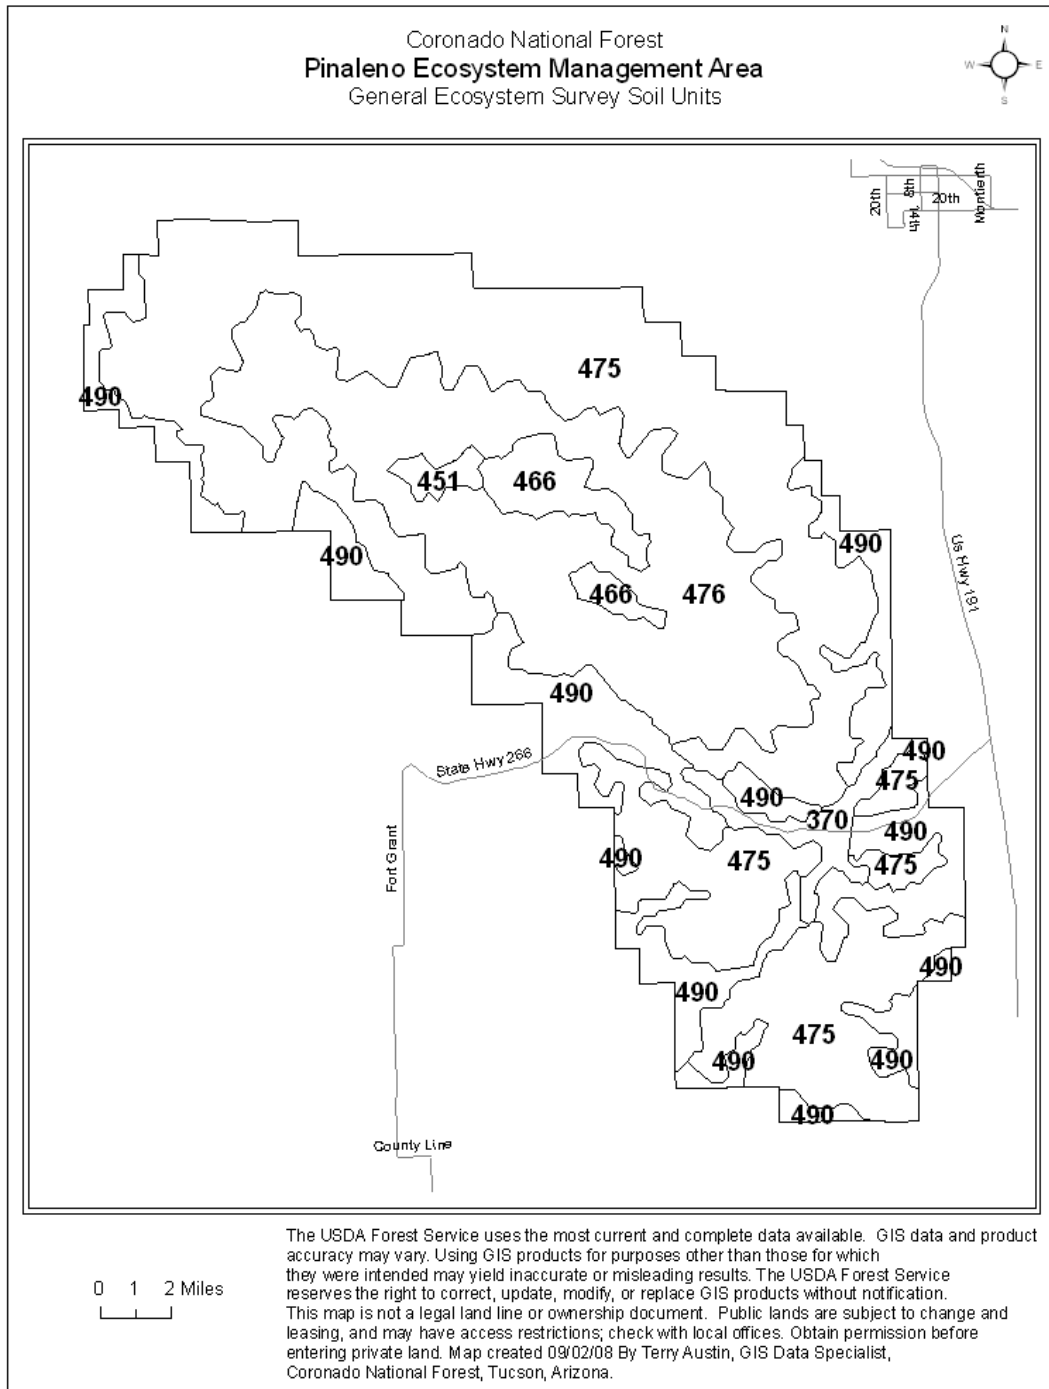 Coronado National Forest
Pinaleno Ecosystem Management Area
General Ecosystem Survey Soil Units
N
W E
S
20th
8th
14th
20th
Montierth
475
490
451
466
490
490
Us Hwy 191
466
476
490
State Hwy 266
490
475
490
370
490
Fort Grant
490
475
475
490
490
475
490
490
490
County Line
0 1 2 Miles
The USDA Forest Service uses the most current and complete data available. GIS data and product
accuracy may vary. Using GIS products for purposes other than those for which
they were intended may yield inaccurate or misleading results. The USDA Forest Service
reserves the right to correct, update, modify, or replace GIS products without notification.
This map is not a legal land line or ownership document. Public lands are subject to change and
leasing, and may have access restrictions; check with local offices. Obtain permission before
entering private land. Map created 09/02/08 By Terry Austin, GIS Data Specialist,
Coronado National Forest, Tucson, Arizona.